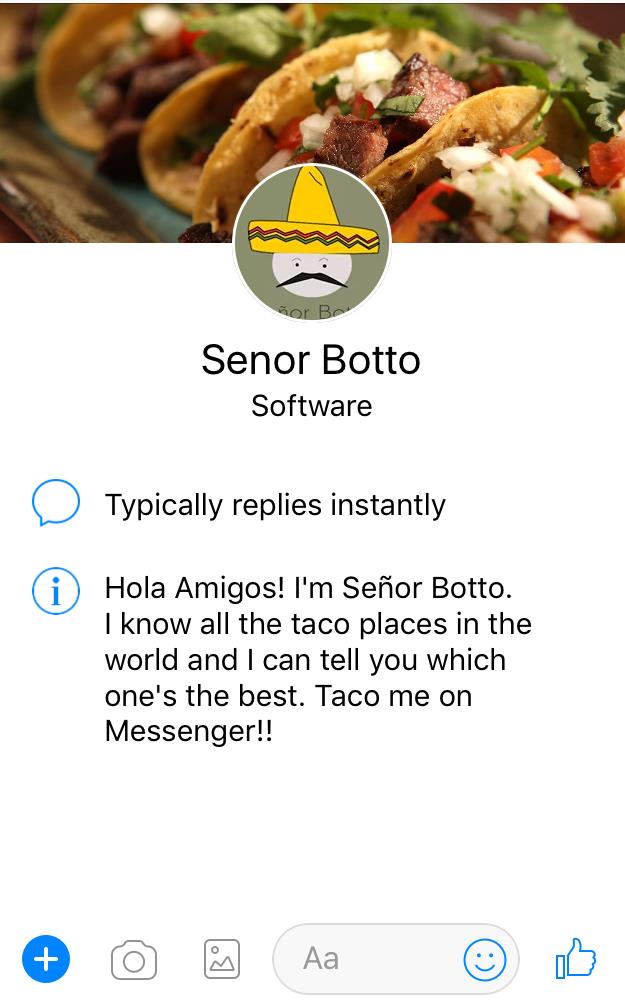 ñor Bot
Senor Botto
Software
Typically replies instantly
Hola Amigos! I'm Señor Botto.
I know all the taco places in the
world and I can tell you which
one's the best. Taco me on
Messenger!!
Aa